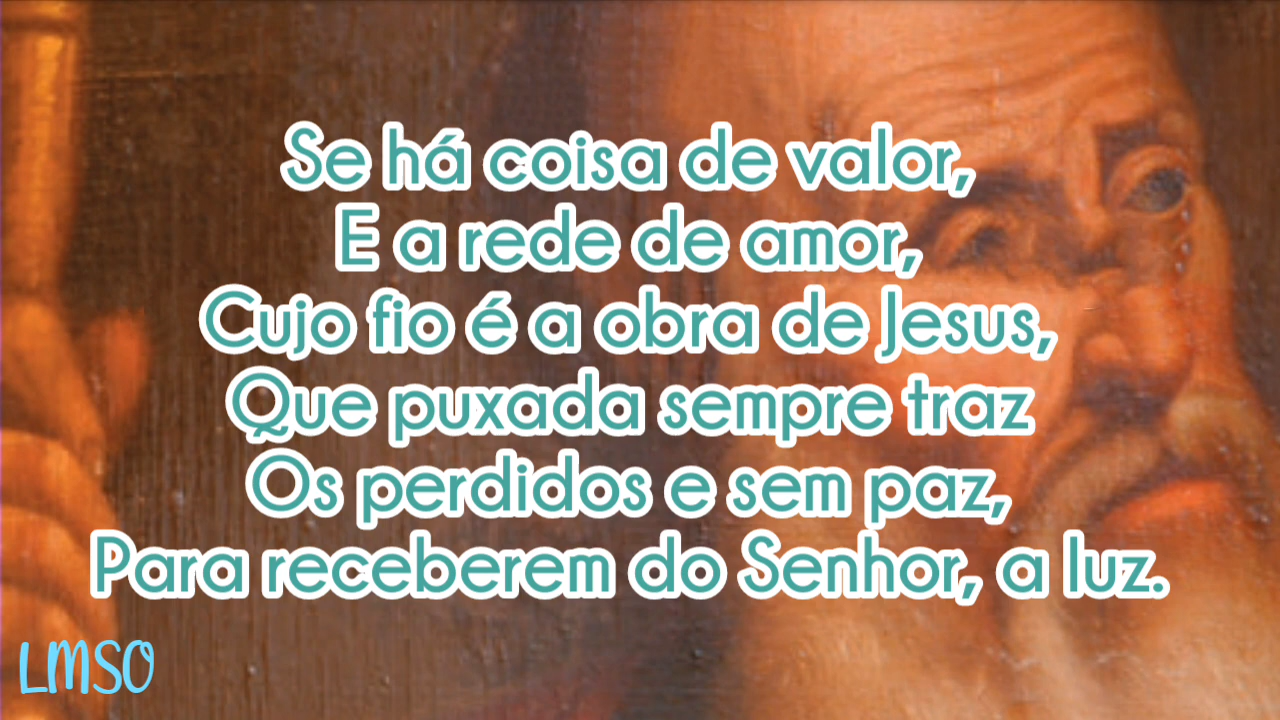 Se há coisa de valor,
E a rede de amor,
Cujo fio é a obra de Jesus,
Que puxada sempre traz
Os perdidos e sem paz,
Para receberem do Senhor, a luz.
LMSO